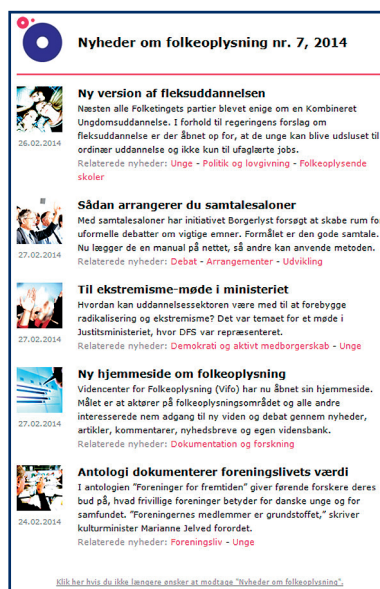 Nyheder om folkeoplysning nr. 7, 2014
Ny version af fleksuddannelsen
Næsten alle Folketingets partier blevet enige om en Kombineret
Ungdomsuddannelse. I forhold til regeringens forslag om
fleksuddannelse er der åbnet op for, at de unge kan blive udsluset til
ordinær uddannelse og ikke kun til ufaglærte jobs.
Relaterede nyheder: Unge - Politik og lovgivning - Folkeoplysende
skoler
26.02.2014
Sådan arrangerer du samtalesaloner
Med samtalesaloner har initiativet Borgerlyst forsøgt at skabe rum for
uformelle debatter om vigtige emner. Formålet er den gode samtale.
Nu lægger de en manual på nettet, så andre kan anvende metoden.
Relaterede nyheder: Debat - Arrangementer - Udvikling
27.02.2014
Til ekstremisme-møde i ministeriet
Hvordan kan uddannelsessektoren være med til at forebygge
radikalisering og ekstremisme? Det var temaet for et møde i
Justitsministeriet, hvor DFS var repræsenteret.
Relaterede nyheder: Demokrati og aktivt medborgerskab - Unge
27.02.2014
Ny hjemmeside om folkeoplysning
Videncenter for Folkeoplysning (Vifo) har nu åbnet sin hjemmeside.
Målet er at aktører på folkeoplysningsområdet og alle andre
interesserede nem adgang til ny viden og debat gennem nyheder,
artikler, kommentarer, nyhedsbreve og egen vidensbank.
Relaterede nyheder: Dokumentation og forskning
27.02.2014
Antologi dokumenterer foreningslivets værdi
I antologien ”Foreninger for fremtiden” giver førende forskere deres
bud på, hvad frivillige foreninger betyder for danske unge og for
samfundet. ”Foreningernes medlemmer er grundstoffet,” skriver
kulturminister Marianne Jelved forordet.
Relaterede nyheder: Foreningsliv - Unge
24.02.2014
Klik her hvis du ikke længere ønsker at modtage "Nyheder om folkeoplysning".